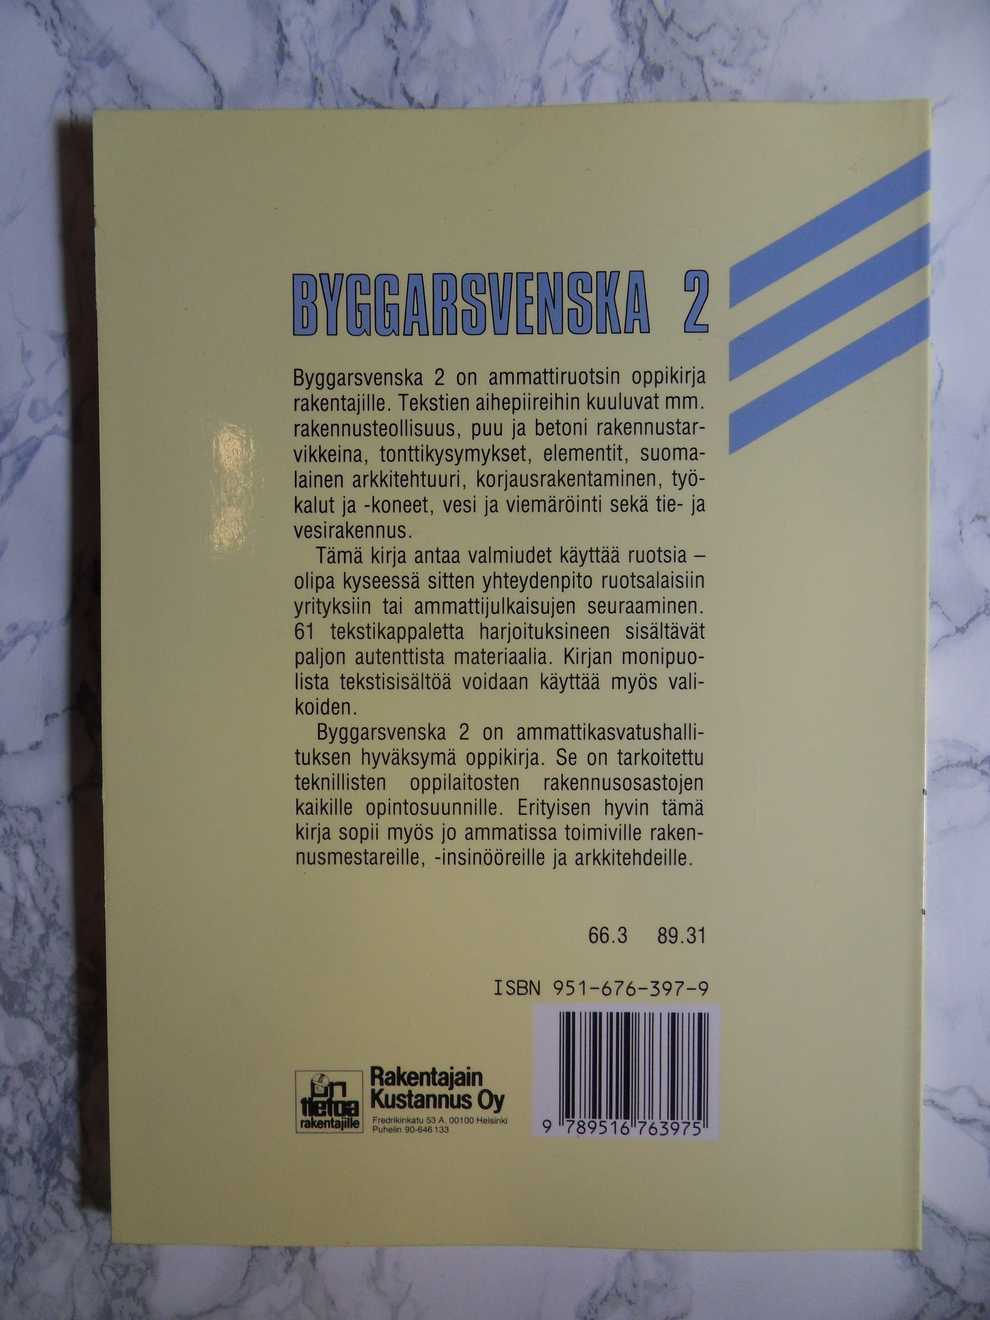 BYGGARSVENSKA 2
Byggarsvenska 2 on ammattiruotsin oppikirja
rakentajille. Tekstien aihepiireihin kuuluvat mm.
rakennusteollisuus, puu ja betoni rakennustar-
vikkeina, tonttikysymykset, elementit, suoma-
lainen arkkitehtuuri, korjausrakentaminen, työ-
kalut ja -koneet, vesi ja viemäröinti sekä tie- ja
vesirakennus.
Tämä kirja antaa valmiudet käyttää ruotsia –
olipa kyseessä sitten yhteydenpito ruotsalaisiin
yrityksiin tai ammattijulkaisujen seuraaminen.
61 tekstikappaletta harjoituksineen sisältävät
paljon autenttista materiaalia. Kirjan monipuo-
lista tekstisisältöä voidaan käyttää myös vali-
koiden.
Byggarsvenska 2 on ammattikasvatushalli-
tuksen hyväksymä oppikirja. Se on tarkoitettu
teknillisten oppilaitosten rakennusosastojen
kaikille opintosuunnille. Erityisen hyvin tämä
kirja sopii myös jo ammatissa toimiville raken-
nusmestareille, -insinööreille ja arkkitehdeille.
66.3 89.31
ISBN 951-676-397-9
9 789516 763975
on
tietoa
rakentajille
Rakentajain
Kustannus Oy
Fredrikinkatu 53 A, 00100 Helsinki
Puhelin 90-646 133